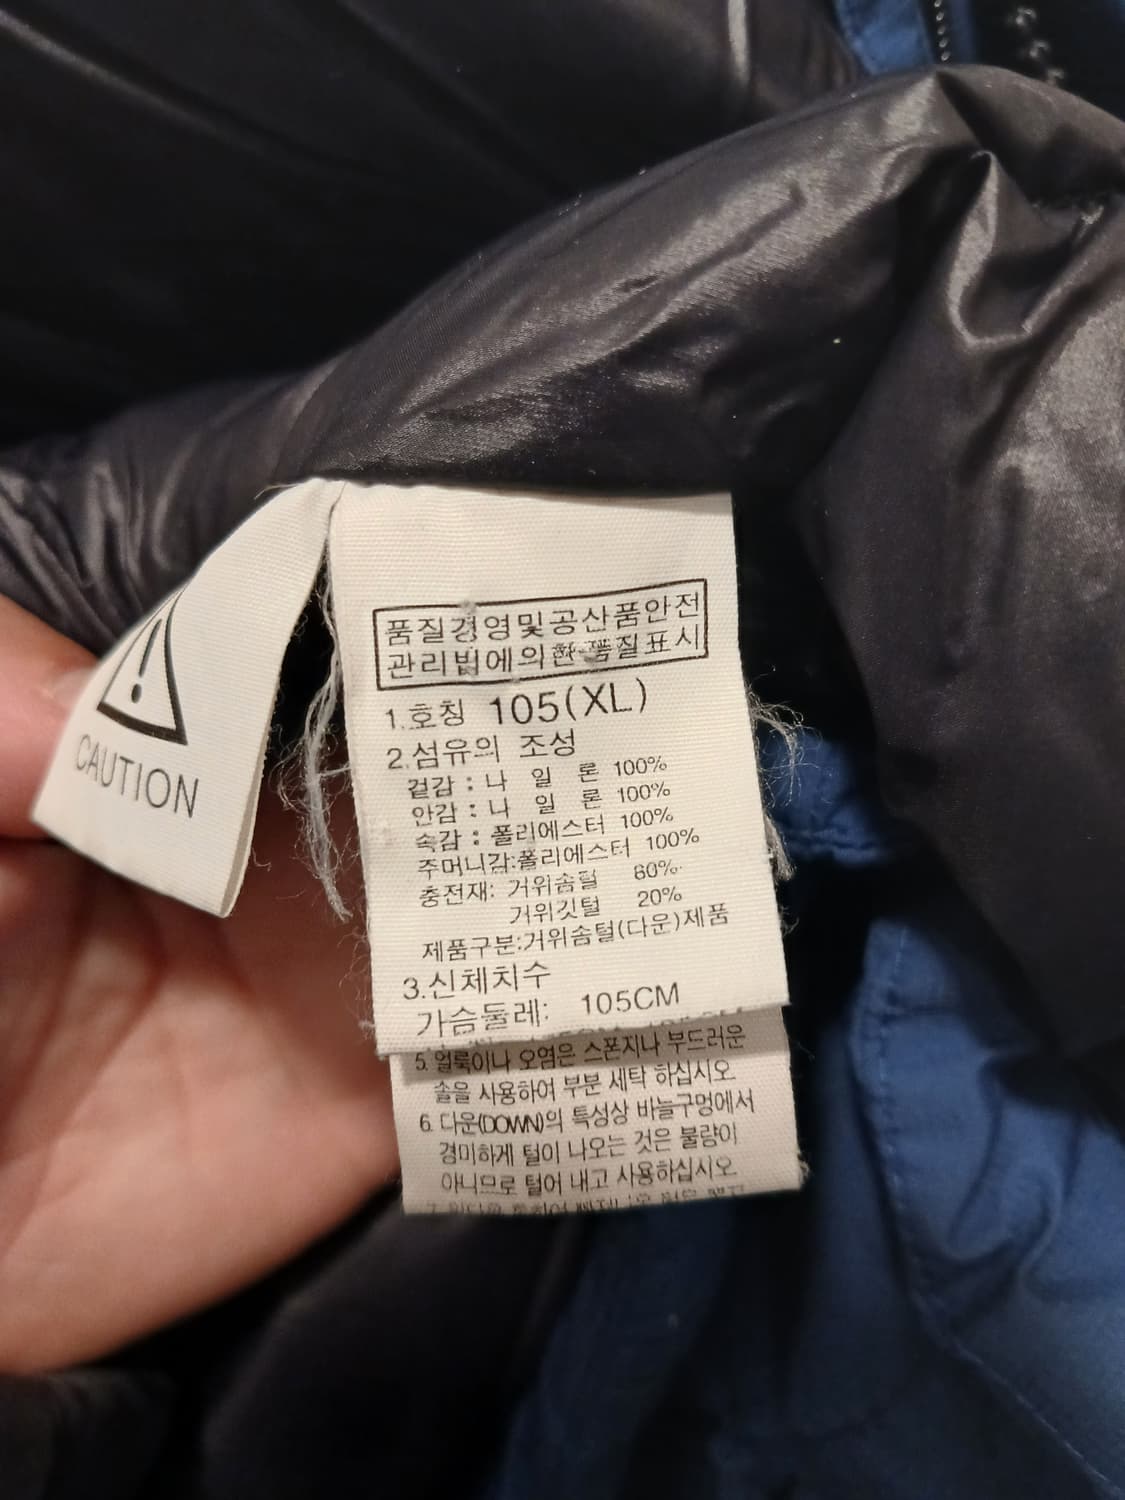 CAUTION
품질경영및공산품안전
관리법에의한품질표시
1.호칭 105(XL)
2.섬유의 조성
겉감 : 나 일 론 100%
안감 : 나 일 론 100%
속감 : 폴리에스터 100%
주머니감:폴리에스터 100%
충전재: 거위솜털 80%
거위깃털 20%
제품구분:거위솜털(다운)제품
3.신체치수
가슴둘레: 105CM
5. 얼룩이나 오염은 스폰지나 부드러운
솔을 사용하여 부분 세탁 하십시오
6. 다운(DOWN)의 특성상 바늘구멍에서
경미하게 털이 나오는 것은 불량이
아니므로 털어 내고 사용하십시오